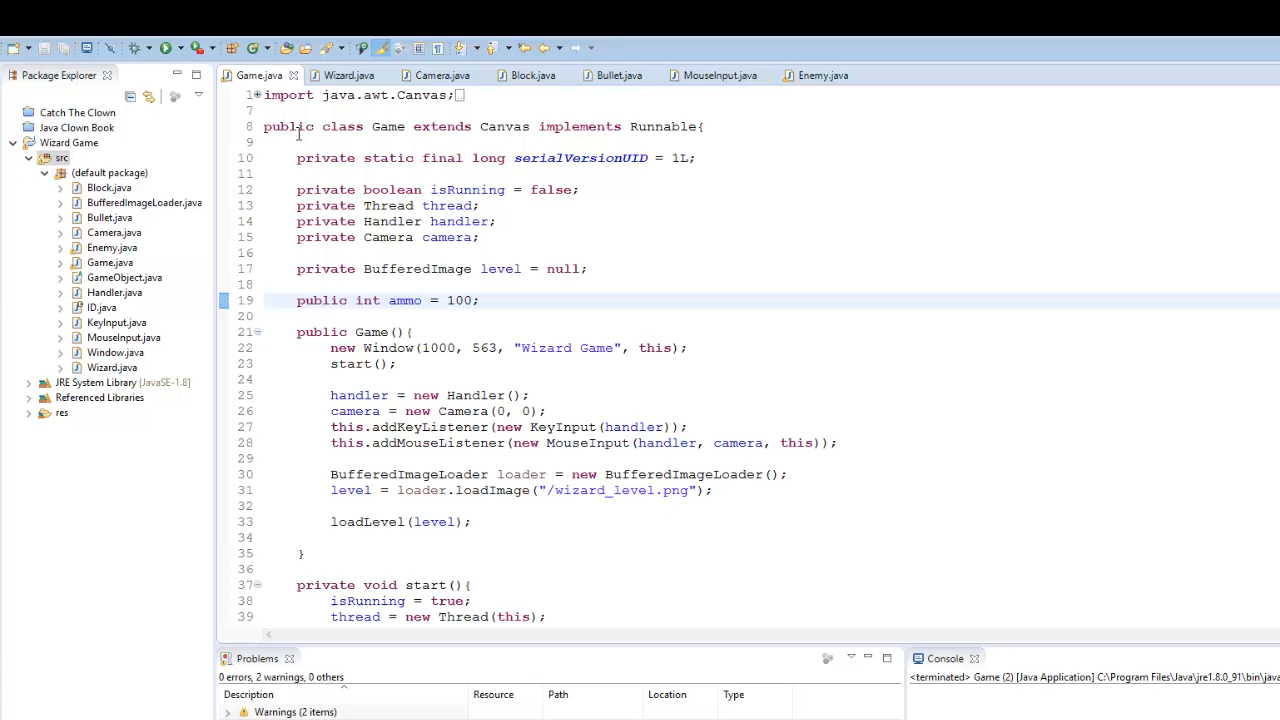 Package Explorer
Catch The Clown
Java Clown Book
Wizard Game
src
(default package)
Block.java
BufferedImageLoader.java
Bullet.java
Camera.java
Enemy.java
Game.java
GameObject.java
Handler.java
ID.java
KeyInput.java
MouseInput.java
Window.java
Wizard.java
JRE System Library [JavaSE-1.8]
Referenced Libraries
res
Game.java Wizard.java Camera.java Block.java Bullet.java MouseInput.java Enemy.java
1 import java.awt.Canvas;
7
8 public class Game extends Canvas implements Runnable{
9
10 private static final long serialVersionUID = 1L;
11
12 private boolean isRunning = false;
13 private Thread thread;
14 private Handler handler;
15 private Camera camera;
16
17 private BufferedImage level = null;
18
19 public int ammo = 100;
20
21 public Game(){
22 new Window(1000, 563, "Wizard Game", this);
23 start();
24
25 handler = new Handler();
26 camera = new Camera(0, 0);
27 this.addKeyListener(new KeyInput(handler));
28 this.addMouseListener(new MouseInput(handler, camera, this));
29
30 BufferedImageLoader loader = new BufferedImageLoader();
31 level = loader.loadImage("/wizard_level.png");
32
33 loadLevel(level);
34
35 }
36
37 private void start(){
38 isRunning = true;
39 thread = new Thread(this);
Problems
0 errors, 2 warnings, 0 others
Description Resource Path Location Type
Warnings (2 items)
Console
<terminated> Game (2) [Java Application] C:\Program Files\Java\jre1.8.0_91\bin\java